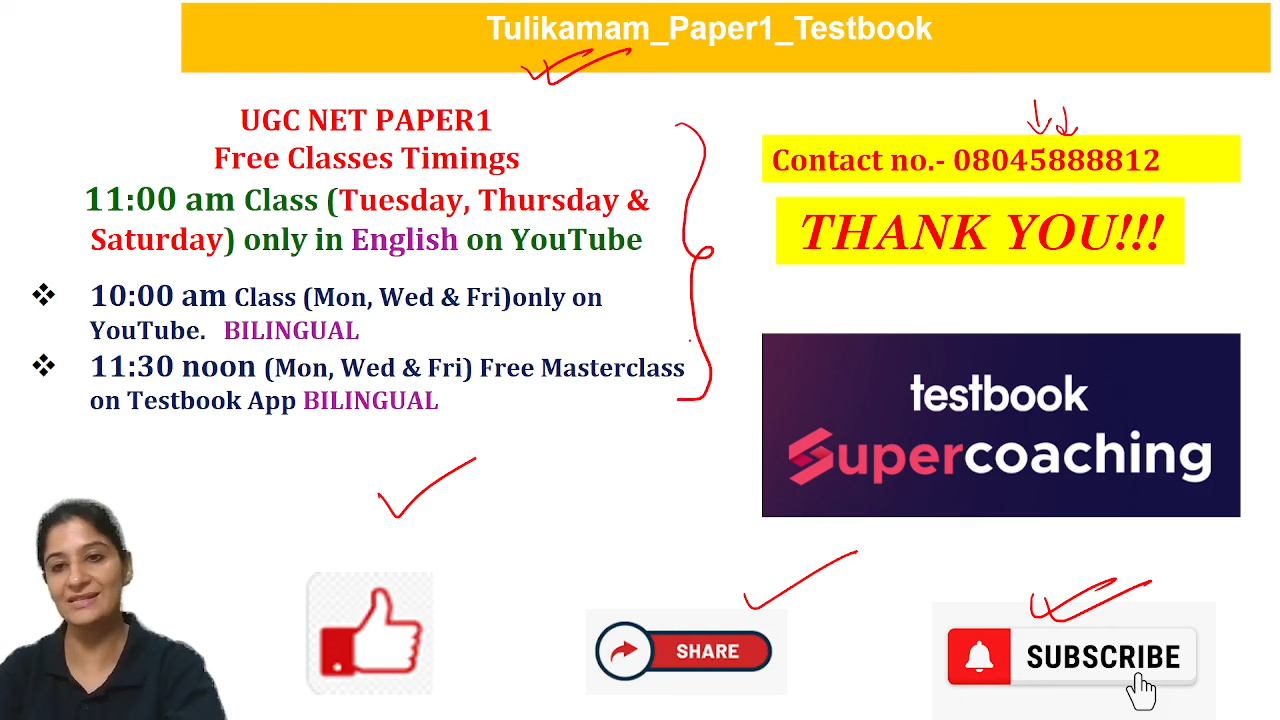 Tulikamam_Paper1_Testbook
UGC NET PAPER1
Free Classes Timings
11:00 am Class (Tuesday, Thursday &
Saturday) only in English on YouTube
❖ 10:00 am Class (Mon, Wed & Fri)only on
YouTube. BILINGUAL
❖ 11:30 noon (Mon, Wed & Fri) Free Masterclass
on Testbook App BILINGUAL
Contact no.- 08045888812
THANK YOU!!!
testbook
Supercoaching
SHARE
SUBSCRIBE